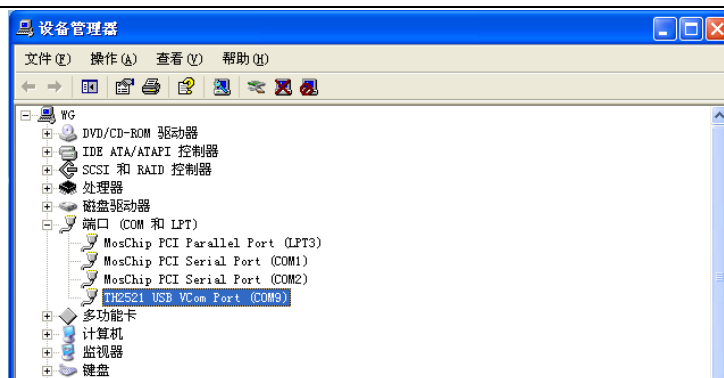 设备管理器
文件(F) 操作(A) 查看(V) 帮助(H)
WG
DVD/CD-ROM 驱动器
IDE ATA/ATAPI 控制器
SCSI 和 RAID 控制器
处理器
磁盘驱动器
端口 (COM 和 LPT)
MosChip PCI Parallel Port (LPT3)
MosChip PCI Serial Port (COM1)
MosChip PCI Serial Port (COM2)
TH2521 USB VCom Port (COM9)
多功能卡
计算机
监视器
键盘